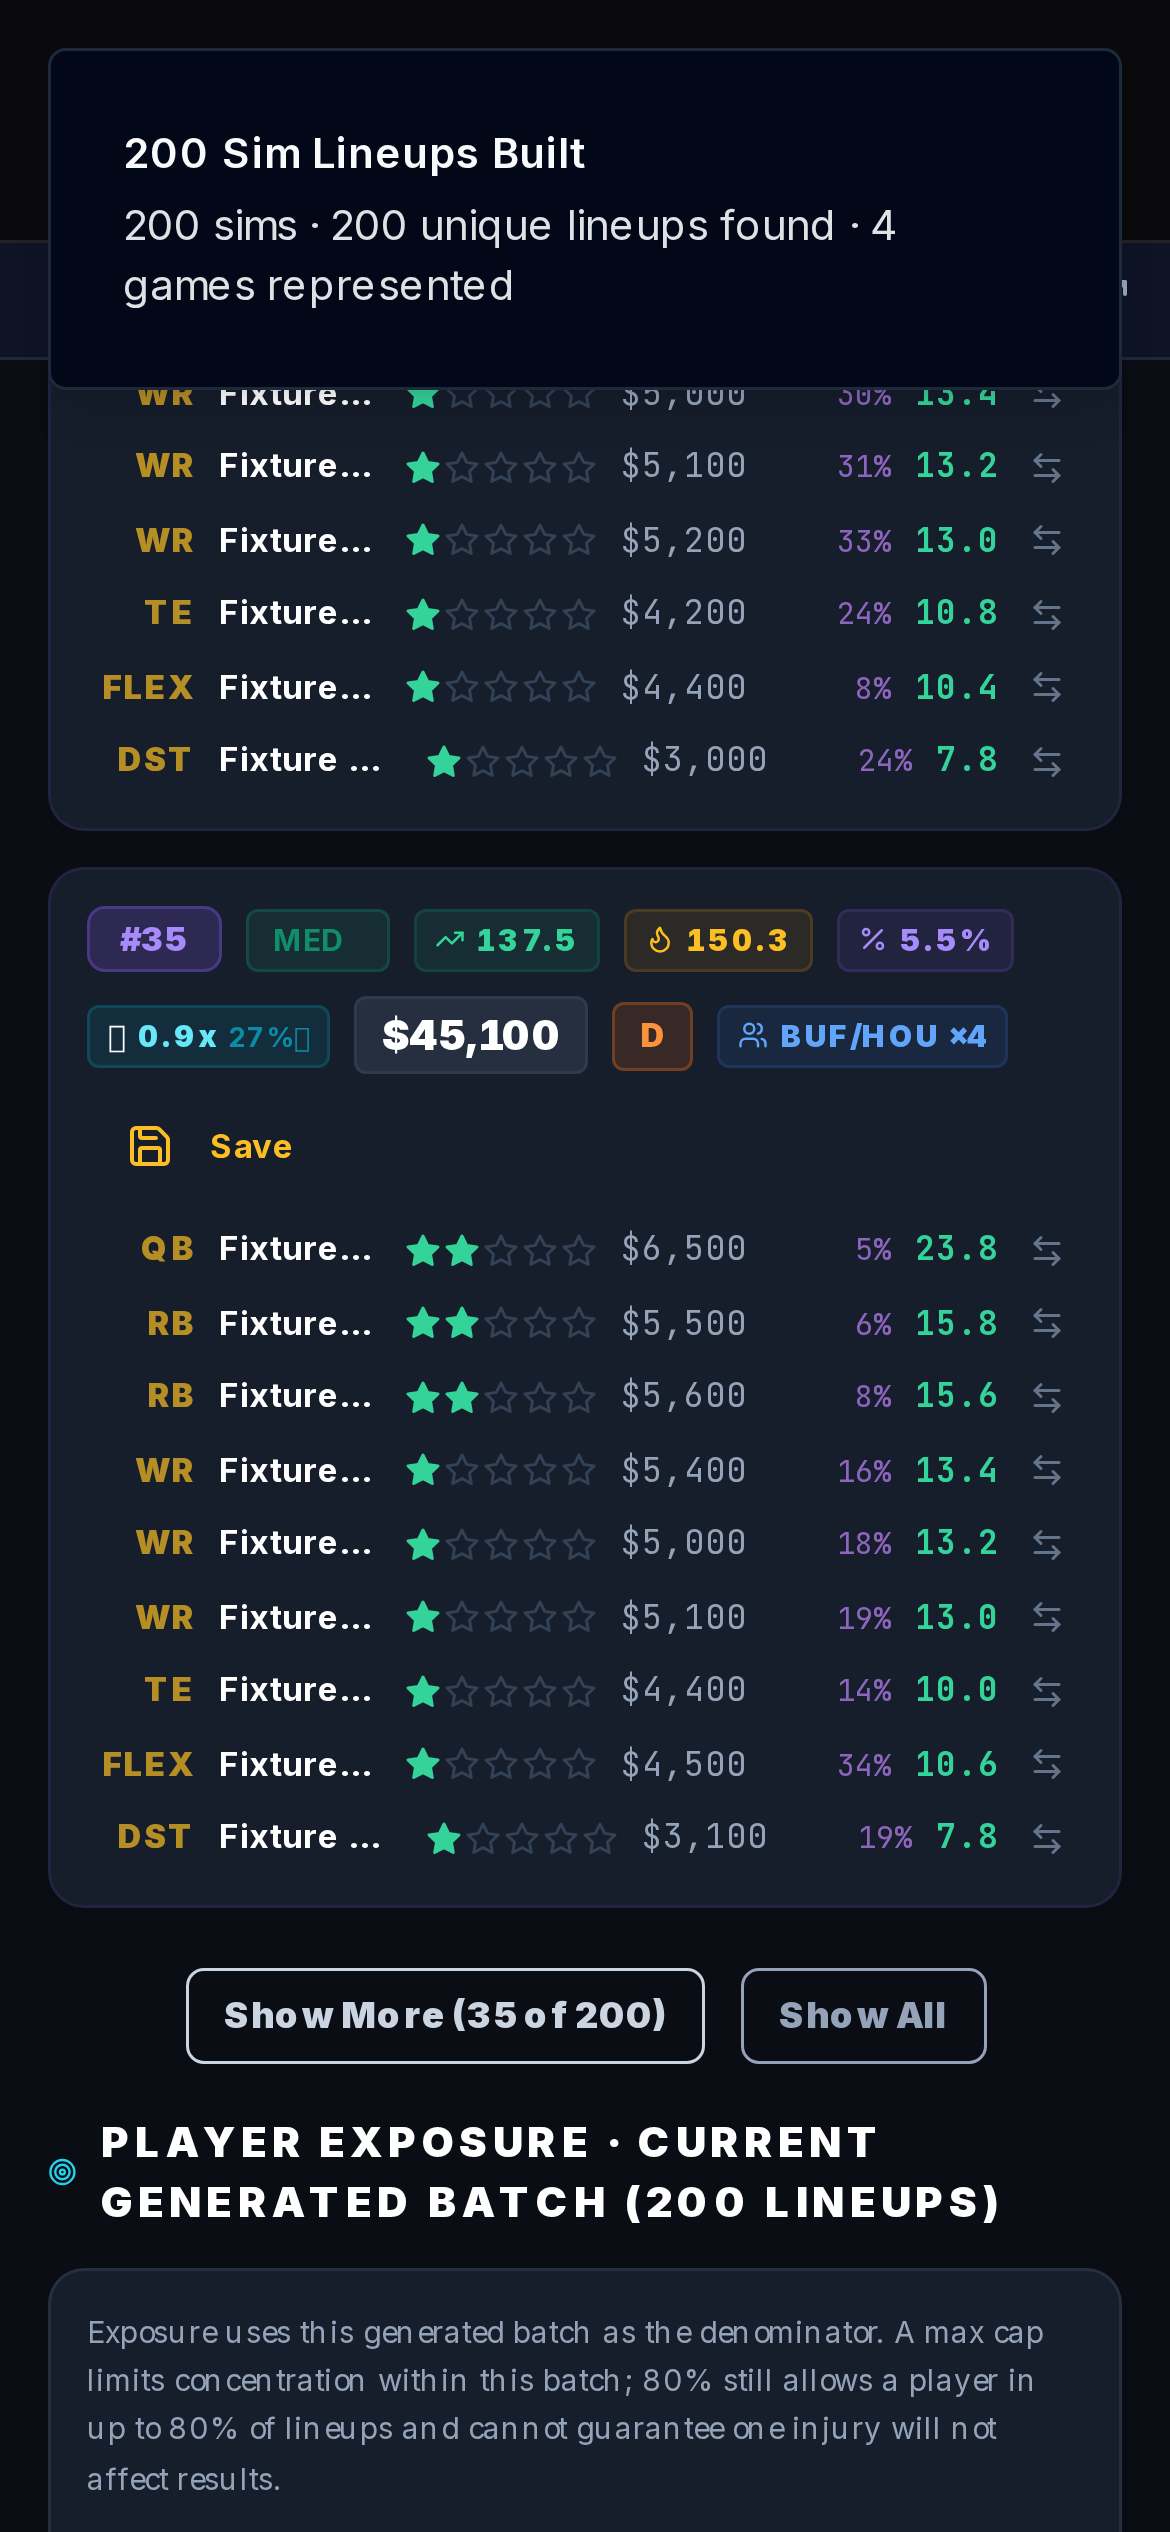 200 Sim Lineups Built
200 sims · 200 unique lineups found · 4
games represented
WR Fixture... $5,000 30% 13.4
WR Fixture... $5,100 31% 13.2
WR Fixture... $5,200 33% 13.0
TE Fixture... $4,200 24% 10.8
FLEX Fixture... $4,400 8% 10.4
DST Fixture ... $3,000 24% 7.8
#35 MED 137.5 150.3 % 5.5%
0.9x 27% $45,100 D BUF/HOU ×4
Save
QB Fixture... $6,500 5% 23.8
RB Fixture... $5,500 6% 15.8
RB Fixture... $5,600 8% 15.6
WR Fixture... $5,400 16% 13.4
WR Fixture... $5,000 18% 13.2
WR Fixture... $5,100 19% 13.0
TE Fixture... $4,400 14% 10.0
FLEX Fixture... $4,500 34% 10.6
DST Fixture ... $3,100 19% 7.8
Show More (35 of 200) Show All
PLAYER EXPOSURE · CURRENT
GENERATED BATCH (200 LINEUPS)
Exposure uses this generated batch as the denominator. A max cap
limits concentration within this batch; 80% still allows a player in
up to 80% of lineups and cannot guarantee one injury will not
affect results.